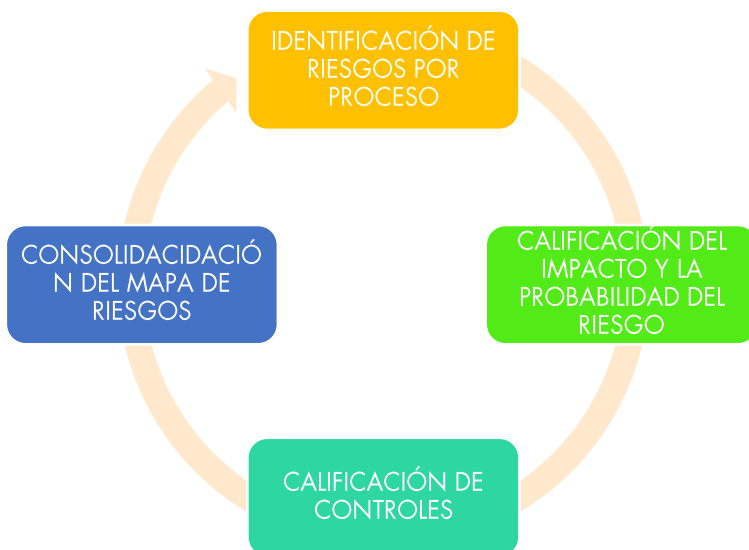 IDENTIFICACIÓN DE
RIESGOS POR
PROCESO
CALIFICACIÓN DEL
IMPACTO Y LA
PROBABILIDAD DEL
RIESGO
CALIFICACIÓN DE
CONTROLES
CONSOLIDACIDACIÓ
N DEL MAPA DE
RIESGOS